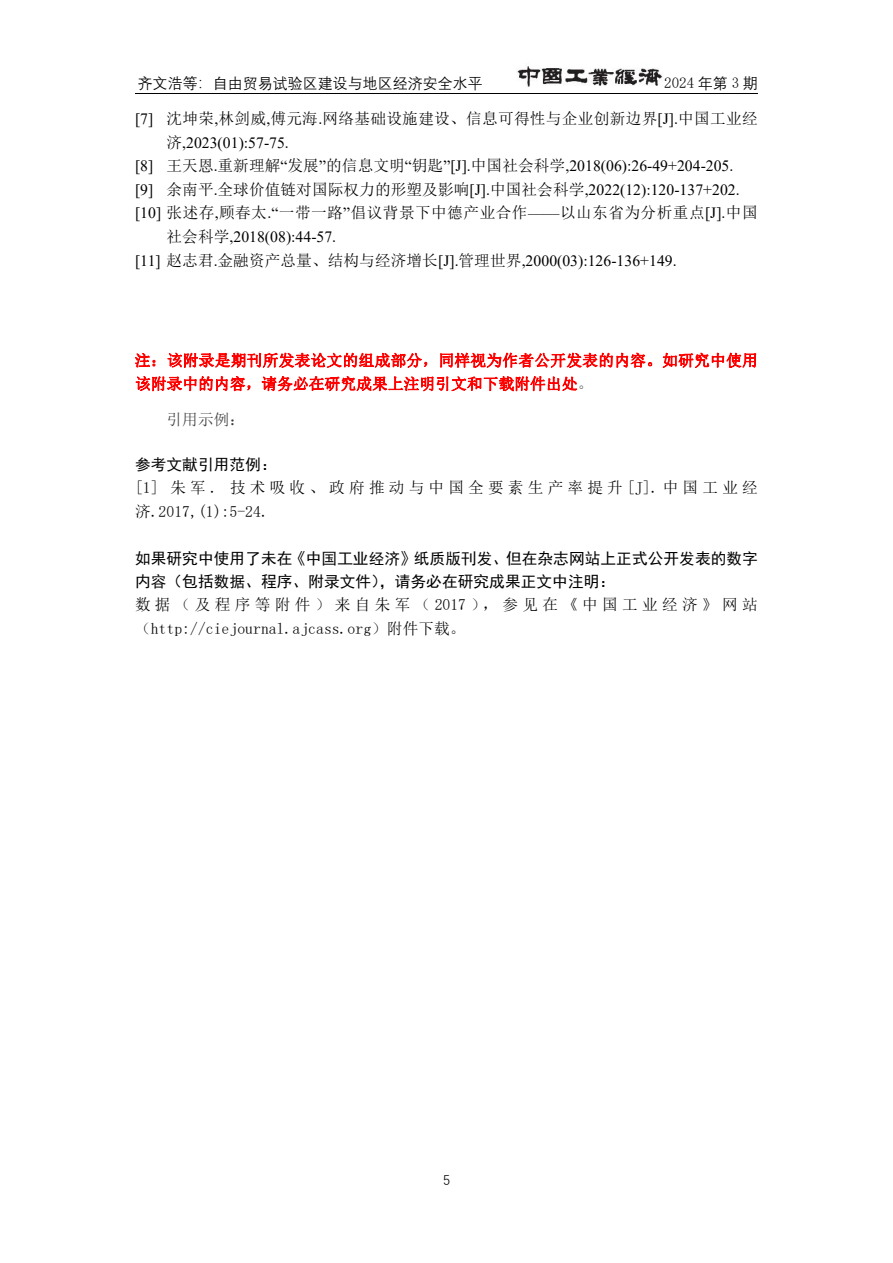 齐文浩等：自由贸易试验区建设与地区经济安全水平 中國工業經濟 2024 年第 3 期
[7] 沈坤荣,林剑威,傅元海.网络基础设施建设、信息可得性与企业创新边界[J].中国工业经
济,2023(01):57-75.
[8] 王天恩.重新理解“发展”的信息文明“钥匙”[J].中国社会科学,2018(06):26-49+204-205.
[9] 余南平.全球价值链对国际权力的形塑及影响[J].中国社会科学,2022(12):120-137+202.
[10] 张述存,顾春太.“一带一路”倡议背景下中德产业合作——以山东省为分析重点[J].中国
社会科学,2018(08):44-57.
[11] 赵志君.金融资产总量、结构与经济增长[J].管理世界,2000(03):126-136+149.
注：该附录是期刊所发表论文的组成部分，同样视为作者公开发表的内容。如研究中使用
该附录中的内容，请务必在研究成果上注明引文和下载附件出处。
引用示例：
参考文献引用范例：
[1] 朱军. 技术吸收、政府推动与中国全要素生产率提升[J]. 中国工业经
济.2017,(1):5-24.
如果研究中使用了未在《中国工业经济》纸质版刊发、但在杂志网站上正式公开发表的数字
内容（包括数据、程序、附录文件），请务必在研究成果正文中注明：
数据（及程序等附件）来自朱军（2017），参见在《中国工业经济》网站
（http://ciejournal.ajcass.org）附件下载。
5